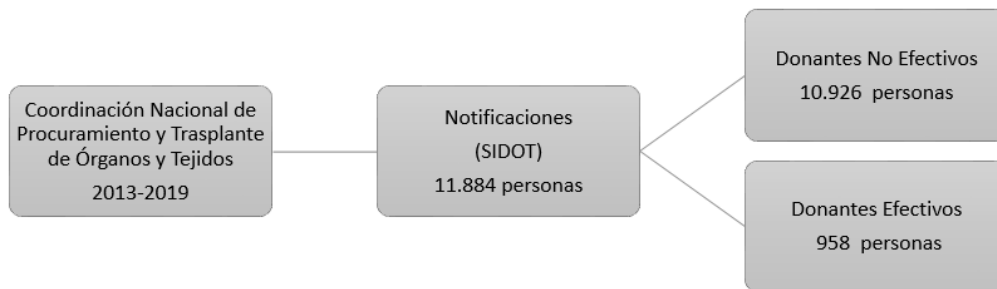 Coordinación Nacional de
Procuramiento y Trasplante
de Órganos y Tejidos
2013-2019
Notificaciones
(SIDOT)
11.884 personas
Donantes No Efectivos
10.926 personas
Donantes Efectivos
958 personas